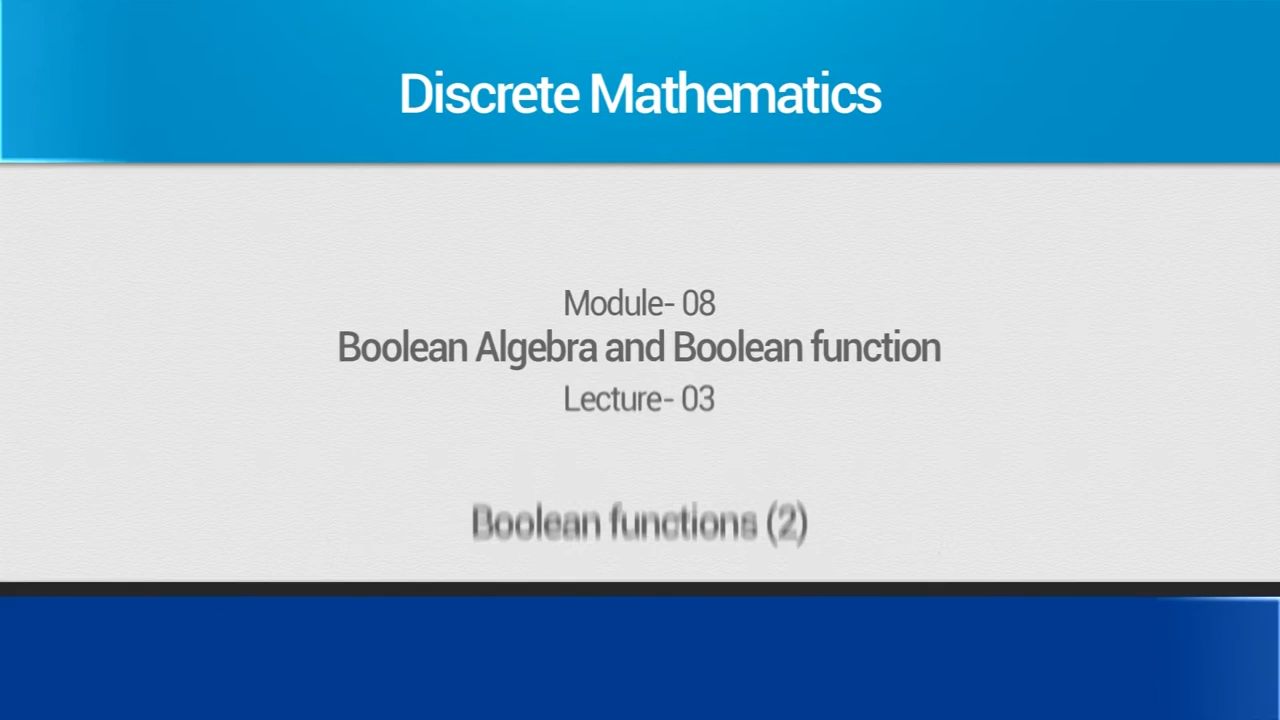 Discrete Mathematics
Module- 08
Boolean Algebra and Boolean function
Lecture- 03
Boolean functions (2)